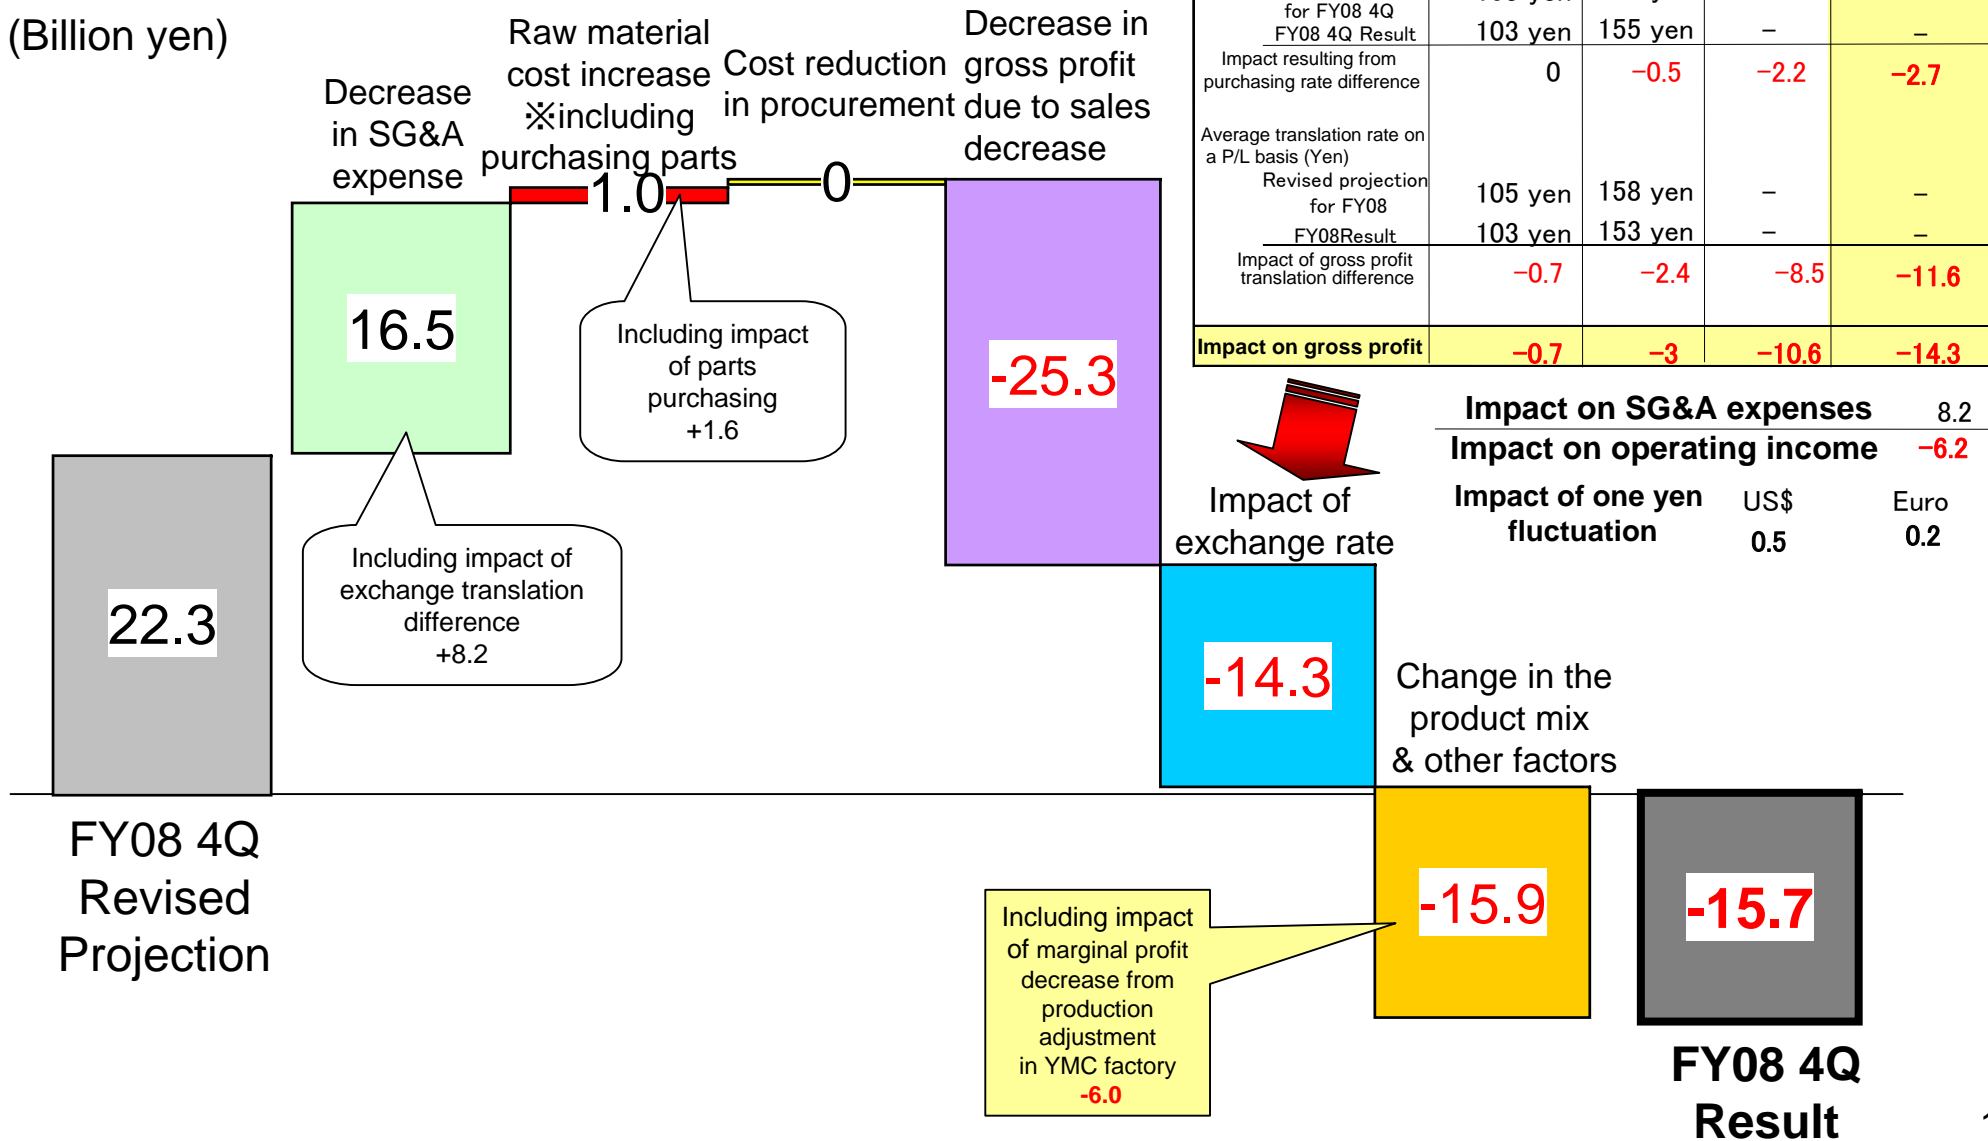 (Billion yen)
Decrease
in SG&A
expense
Raw material
cost increase
※including
purchasing parts
Cost reduction
in procurement
Decrease in
gross profit
due to sales
decrease
16.5
1.0
0
-25.3
22.3
-14.3
-15.9
-15.7
Including impact
of parts
purchasing
+1.6
Including impact of
exchange translation
difference
+8.2
Impact of
exchange rate
Change in the
product mix
& other factors
Including impact
of marginal profit
decrease from
production
adjustment
in YMC factory
-6.0
FY08 4Q
Revised
Projection
FY08 4Q
Result
for FY08 4Q
FY08 4Q Result 103 yen 155 yen – –
Impact resulting from
purchasing rate difference 0 −0.5 −2.2 −2.7
Average translation rate on
a P/L basis (Yen)
Revised projection
for FY08 105 yen 158 yen – –
FY08Result 103 yen 153 yen – –
Impact of gross profit
translation difference −0.7 −2.4 −8.5 −11.6
Impact on gross profit −0.7 −3 −10.6 −14.3
Impact on SG&A expenses 8.2
Impact on operating income −6.2
Impact of one yen
fluctuation
US$ Euro
0.5 0.2